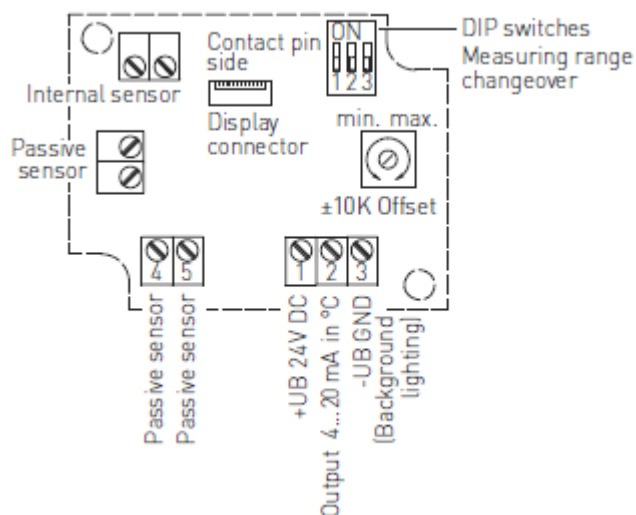 DIP switches
Measuring range
changeover
ON
1 2 3
Contact pin
side
Internal sensor
Display
connector
min. max.
±10K Offset
Passive
sensor
4 5
1 2 3
Passive sensor
Passive sensor
+UB 24V DC
Output 4...20 mA in °C
-UB GND
(Background
lighting)